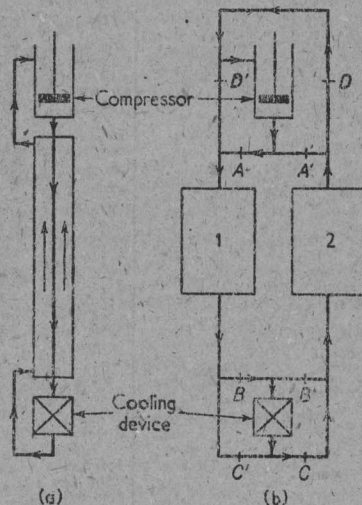 D'
D
Compressor
A
A'
1
2
B
B'
Cooling
device
C'
C
(a)
(b)